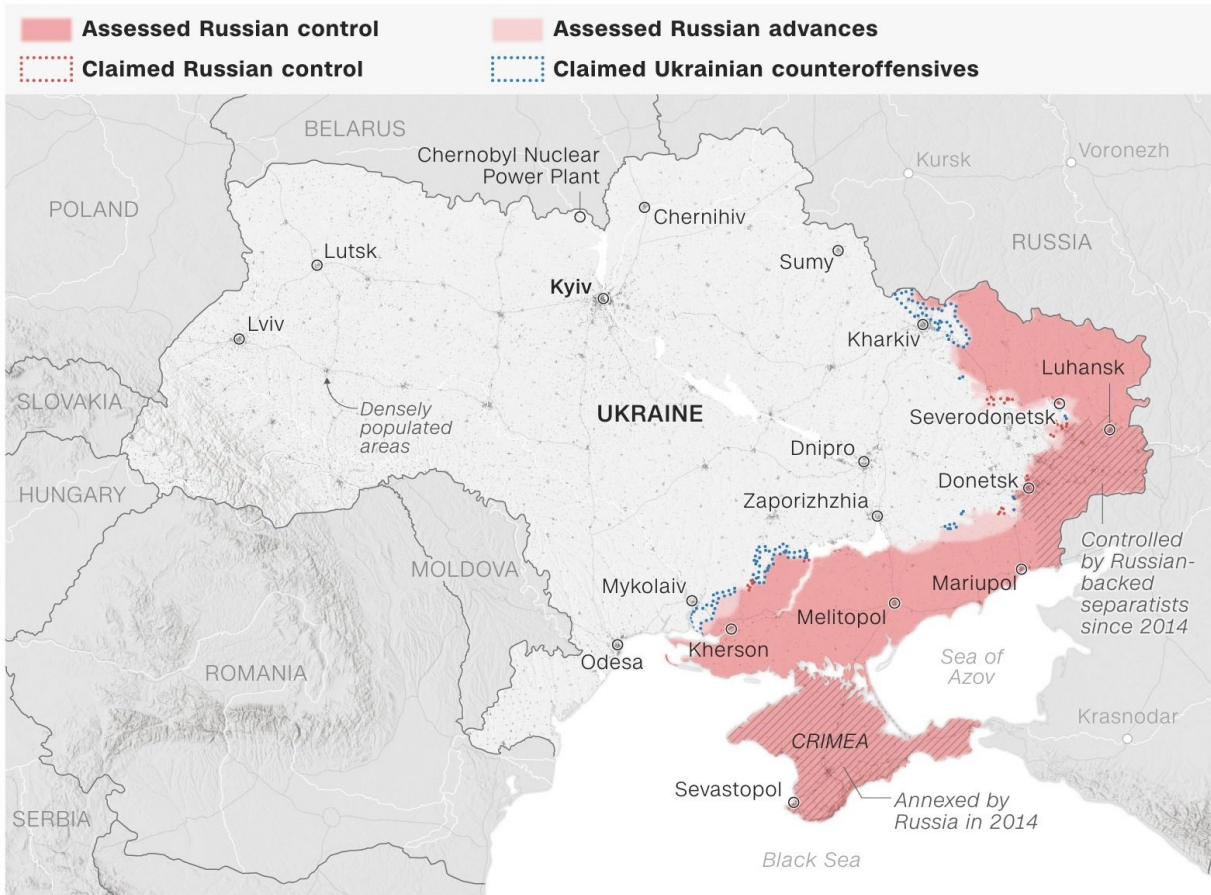 Assessed Russian control
Assessed Russian advances
Claimed Russian control
Claimed Ukrainian counteroffensives
BELARUS
Chernobyl Nuclear
Power Plant
Kursk
Voronezh
POLAND
Chernihiv
RUSSIA
Lutsk
Sumy
Kyiv
Lviv
Kharkiv
Luhansk
SLOVAKIA
Densely
populated
areas
UKRAINE
Severodonetsk
Dnipro
HUNGARY
Donetsk
Zaporizhzhia
Controlled
by Russian-
backed
separatists
since 2014
MOLDOVA
Mykolaiv
Mariupol
Melitopol
Kherson
Odesa
ROMANIA
Sea of
Azov
Krasnodar
CRIMEA
Sevastopol
Annexed by
Russia in 2014
SERBIA
Black Sea